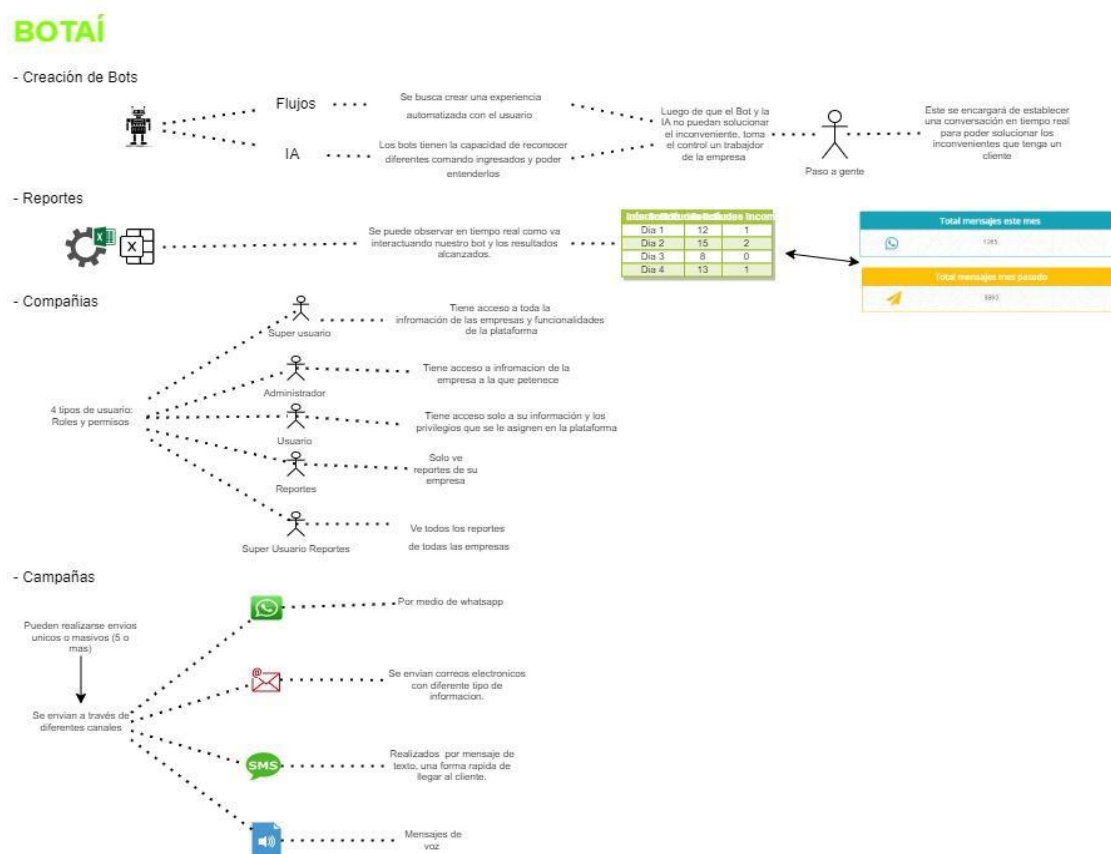 BOTAÍ
- Creación de Bots
Flujos
Se busca crear una experiencia
automatizada con el usuario
IA
Los bots tienen la capacidad de reconocer
diferentes comando ingresados y poder
entenderlos
Luego de que el Bot y la
IA no puedan solucionar
el inconveniente, toma
el control un trabajdor
de la empresa
Paso a gente
Este se encargará de establecer
una conversación en tiempo real
para poder solucionar los
inconvenientes que tenga un
cliente
- Reportes
Se puede observar en tiempo real como va
interactuando nuestro bot y los resultados
alcanzados.
Dia 1 12 1
Dia 2 15 2
Dia 3 8 0
Dia 4 13 1
Total mensajes este mes
Total mensajes mes pasado
- Compañias
4 tipos de usuario:
Roles y permisos
Super usuario
Tiene acceso a toda la
infromación de las empresas y funcionalidades
de la plataforma
Administrador
Tiene acceso a infromacion de la
empresa a la que petenece
Usuario
Tiene acceso solo a su información y los
privilegios que se le asignen en la plataforma
Reportes
Solo ve
reportes de su
empresa
Super Usuario Reportes
Ve todos los reportes
de todas las empresas
- Campañas
Pueden realizarse envios
unicos o masivos (5 o
mas)
Se envian a través de
diferentes canales
Por medio de whatsapp
Se envian correos electronicos
con diferente tipo de
informacion.
SMS
Realizados por mensaje de
texto, una forma rapida de
llegar al cliente.
Mensajes de
voz